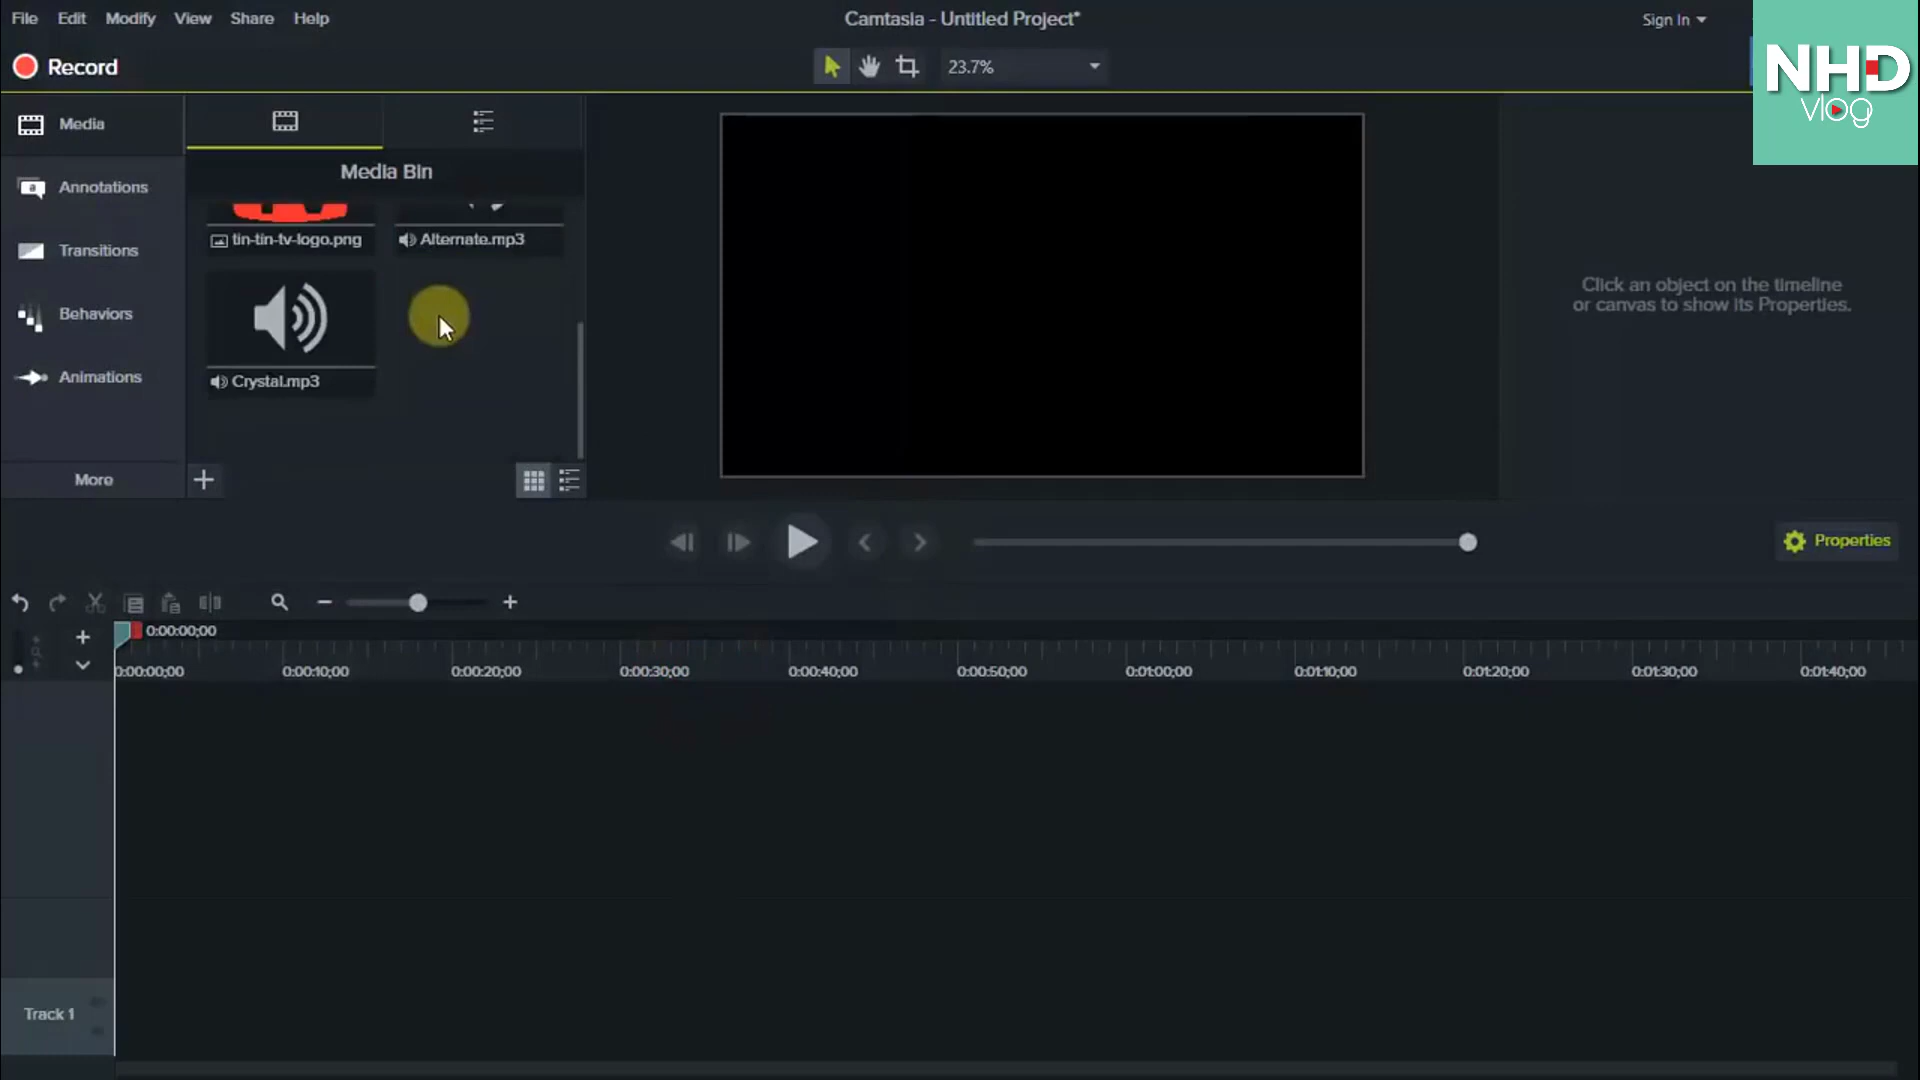 File Edit Modify View Share Help
Camtasia - Untitled Project*
Sign In
Record
23.7%
NHD
vlog
Media
Annotations
Transitions
Behaviors
Animations
More
Media Bin
tin-tin-tv-logo.png
Alternate.mp3
Crystal.mp3
Click an object on the timeline
or canvas to show its Properties.
Properties
0:00:00;00
0:00:00;00 0:00:10;00 0:00:20;00 0:00:30;00 0:00:40;00 0:00:50;00 0:01:00;00 0:01:10;00 0:01:20;00 0:01:30;00 0:01:40;00
Track 1